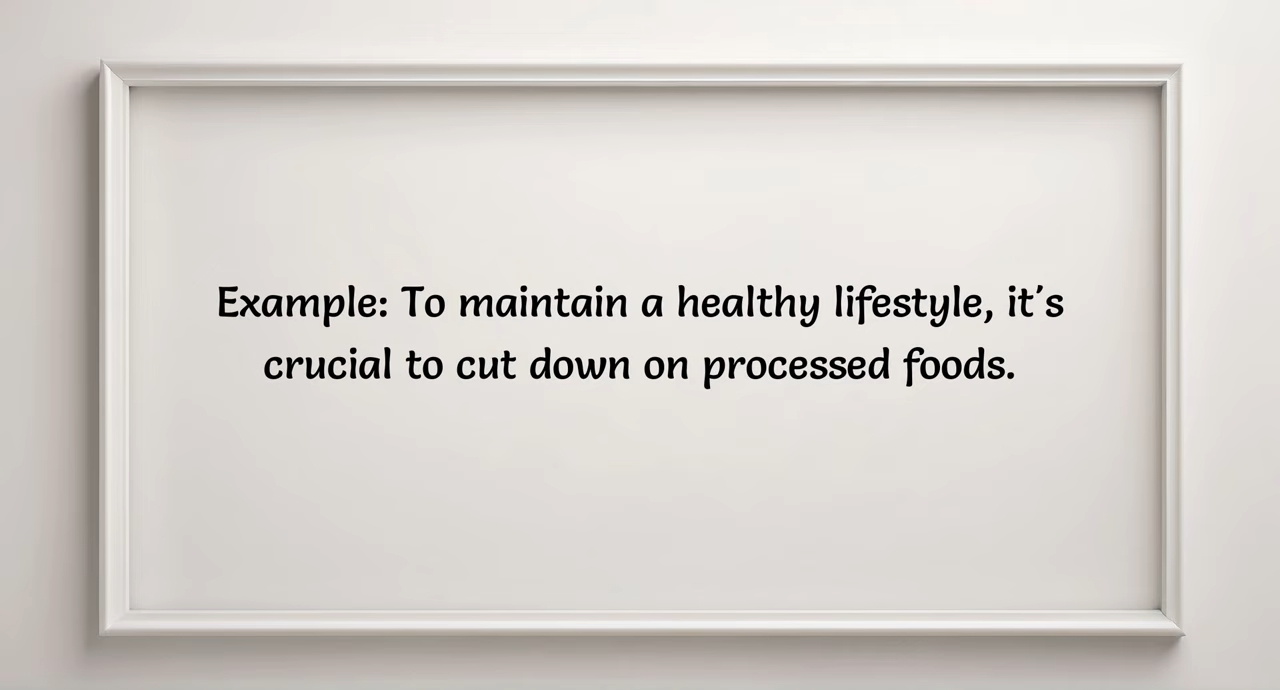 Example: To maintain a healthy lifestyle, it's
crucial to cut down on processed foods.